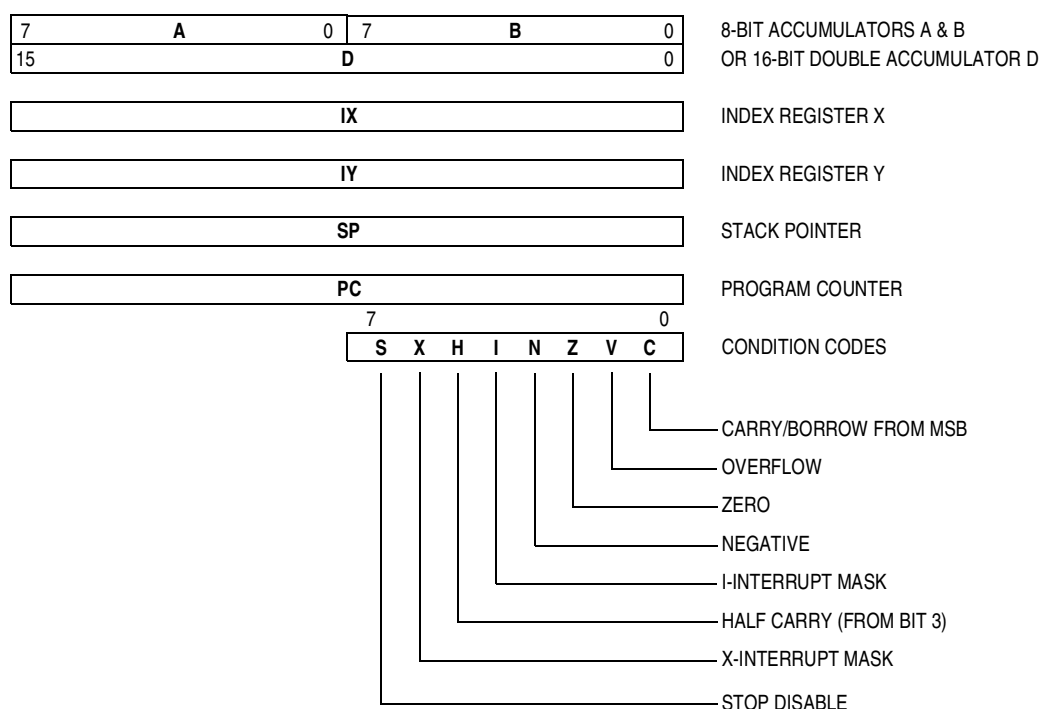 7 A 0 7 B 0 8-BIT ACCUMULATORS A & B
15 D 0 OR 16-BIT DOUBLE ACCUMULATOR D
IX INDEX REGISTER X
IY INDEX REGISTER Y
SP STACK POINTER
PC PROGRAM COUNTER
7 0
S X H I N Z V C CONDITION CODES
CARRY/BORROW FROM MSB
OVERFLOW
ZERO
NEGATIVE
I-INTERRUPT MASK
HALF CARRY (FROM BIT 3)
X-INTERRUPT MASK
STOP DISABLE